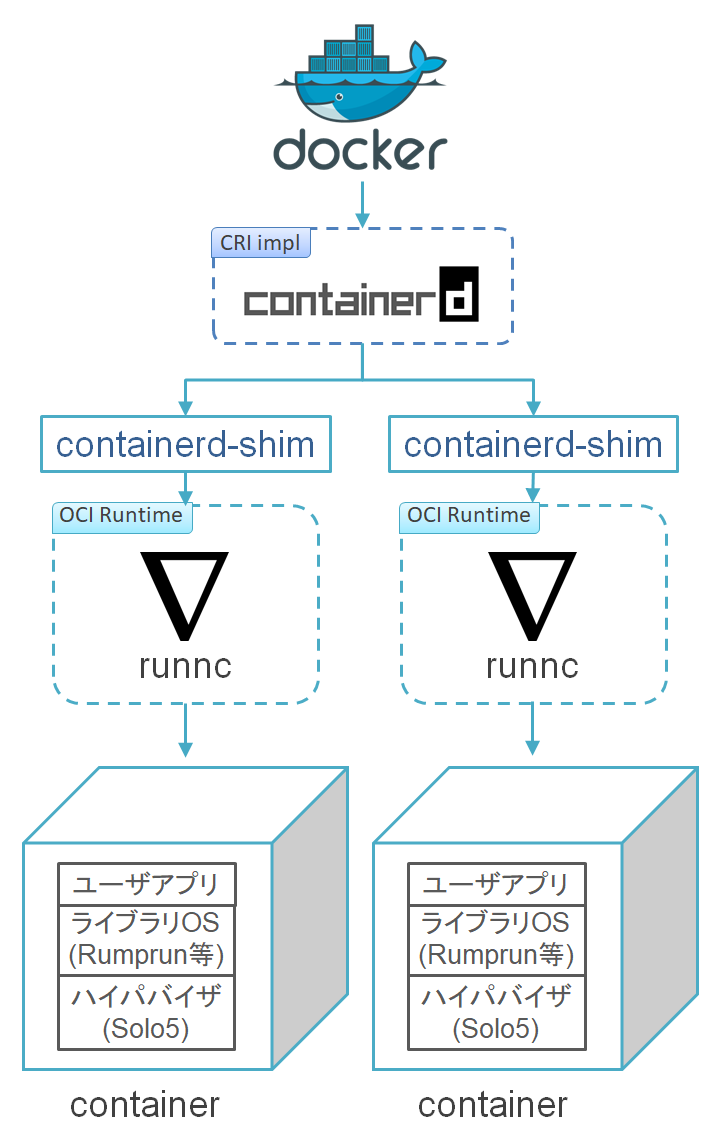 docker
CRI impl
containerd
containerd-shim
containerd-shim
OCI Runtime
OCI Runtime
runnc
runnc
ユーザアプリ
ライブラリOS
(Rumprun等)
ハイパバイザ
(Solo5)
ユーザアプリ
ライブラリOS
(Rumprun等)
ハイパバイザ
(Solo5)
container
container